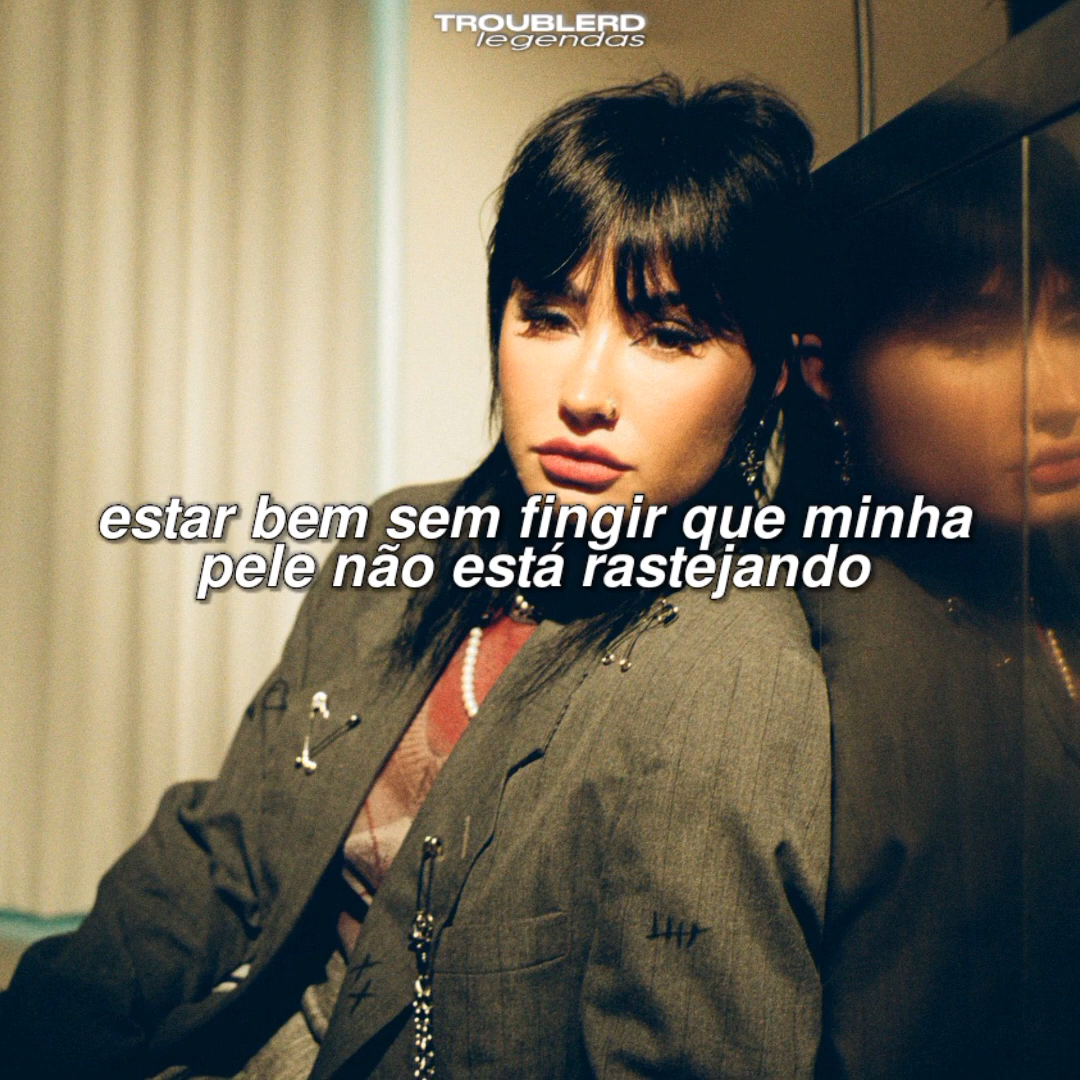 TROUBLERD
legendas
estar bem sem fingir que minha
pele não está rastejando